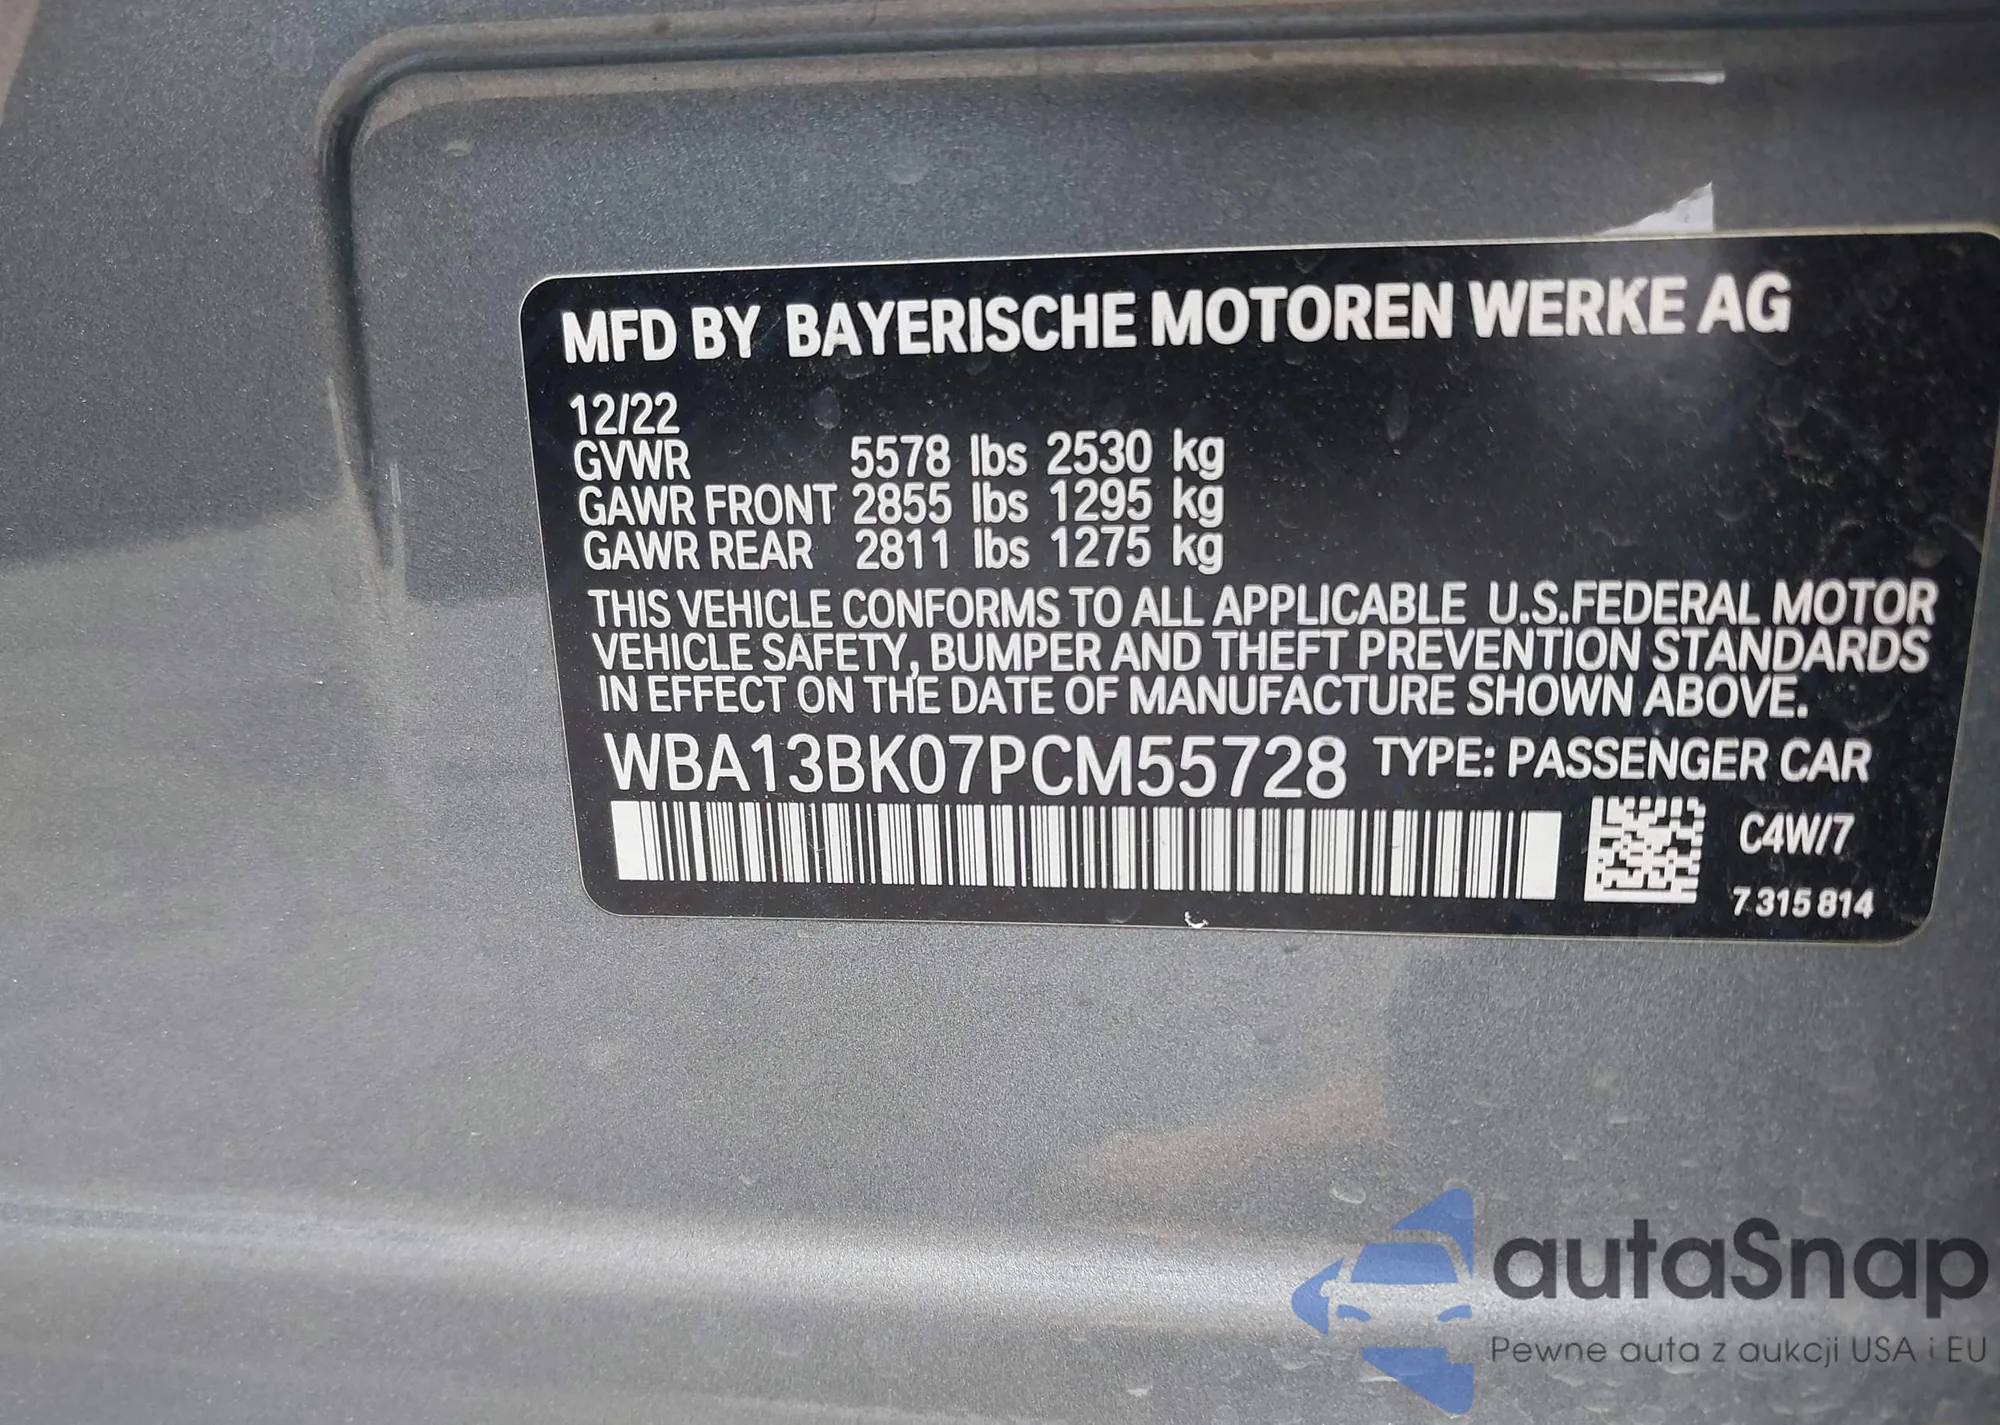 MFD BY BAYERISCHE MOTOREN WERKE AG
12/22
GVWR 5578 lbs 2530 kg
GAWR FRONT 2855 lbs 1295 kg
GAWR REAR 2811 lbs 1275 kg
THIS VEHICLE CONFORMS TO ALL APPLICABLE U.S.FEDERAL MOTOR
VEHICLE SAFETY, BUMPER AND THEFT PREVENTION STANDARDS
IN EFFECT ON THE DATE OF MANUFACTURE SHOWN ABOVE.
WBA13BK07PCM55728 TYPE: PASSENGER CAR
C4W/7
7 315 814
autaSnap
Pewne auta z aukcji USA i EU